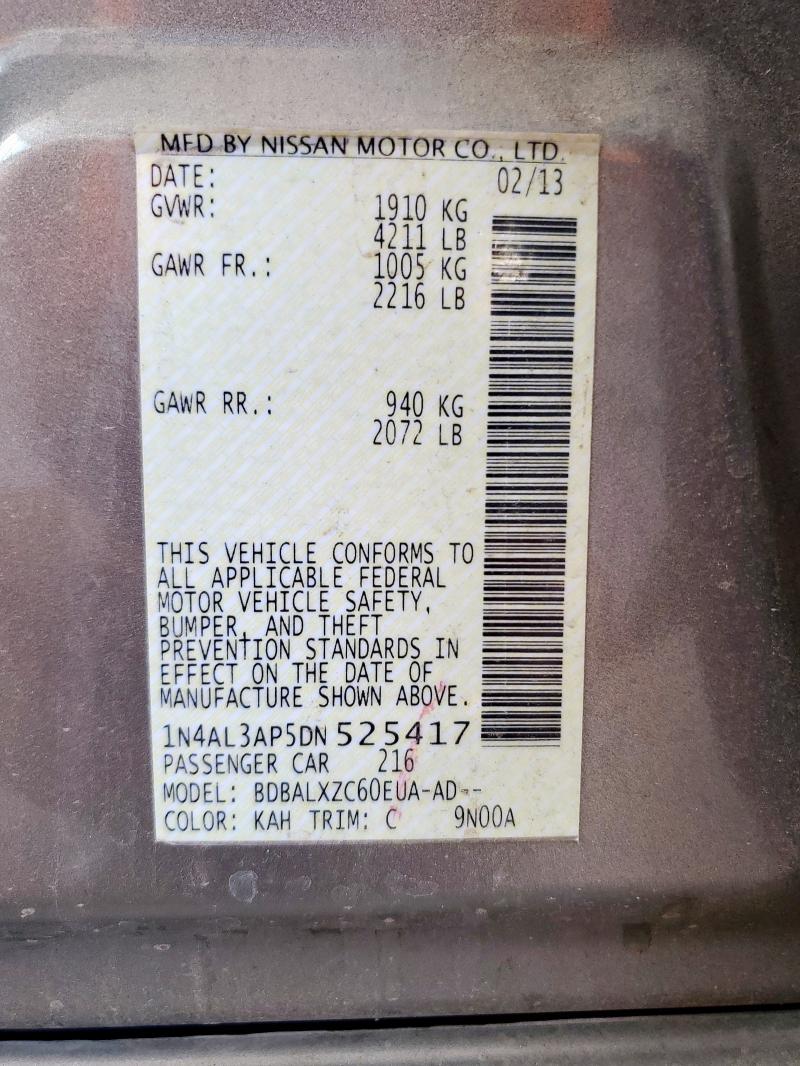 MFD BY NISSAN MOTOR CO., LTD.
DATE: 02/13
GVWR: 1910 KG
4211 LB
GAWR FR.: 1005 KG
2216 LB
GAWR RR.: 940 KG
2072 LB
THIS VEHICLE CONFORMS TO
ALL APPLICABLE FEDERAL
MOTOR VEHICLE SAFETY,
BUMPER, AND THEFT
PREVENTION STANDARDS IN
EFFECT ON THE DATE OF
MANUFACTURE SHOWN ABOVE.
1N4AL3AP5DN525417
PASSENGER CAR 216
MODEL: BDBALXZC60EUA-AD--
COLOR: KAH TRIM: C 9N00A